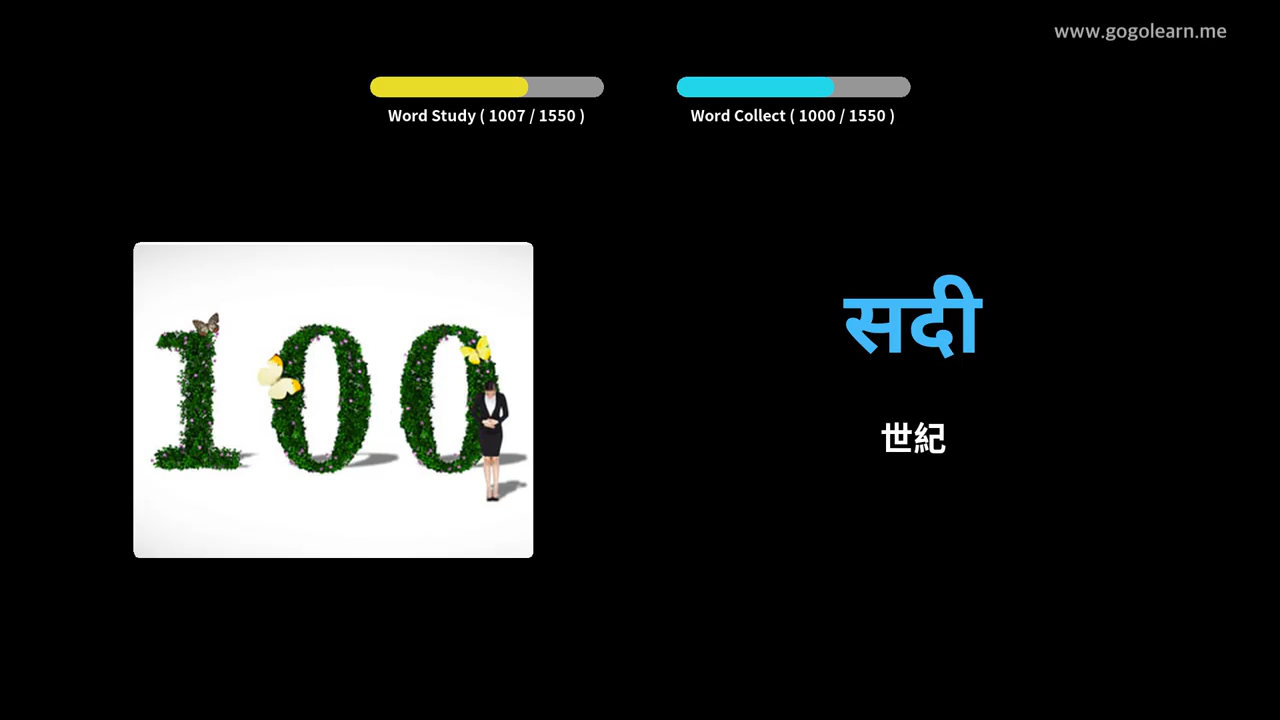 www.gogolearn.me
Word Study ( 1007 / 1550 )
Word Collect ( 1000 / 1550 )
100
सदी
世紀